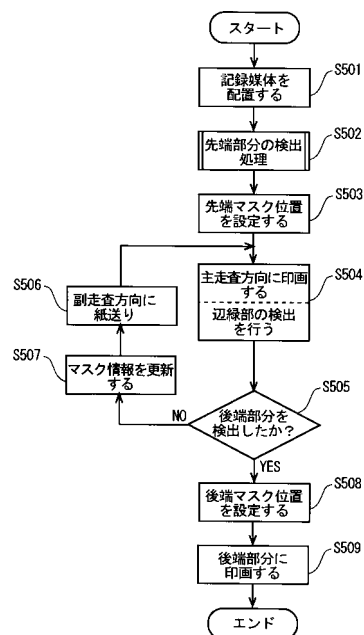 スタート
S501
記録媒体を
配置する
S502
先端部分の検出
処理
S503
先端マスク位置
を設定する
S504
主走査方向に印画
する
辺縁部の検出
を行う
S506
副走査方向に
紙送り
S507
マスク情報を更新
する
S505
後端部分を
検出したか?
NO
YES
S508
後端マスク位置
を設定する
S509
後端部分に
印画する
エンド